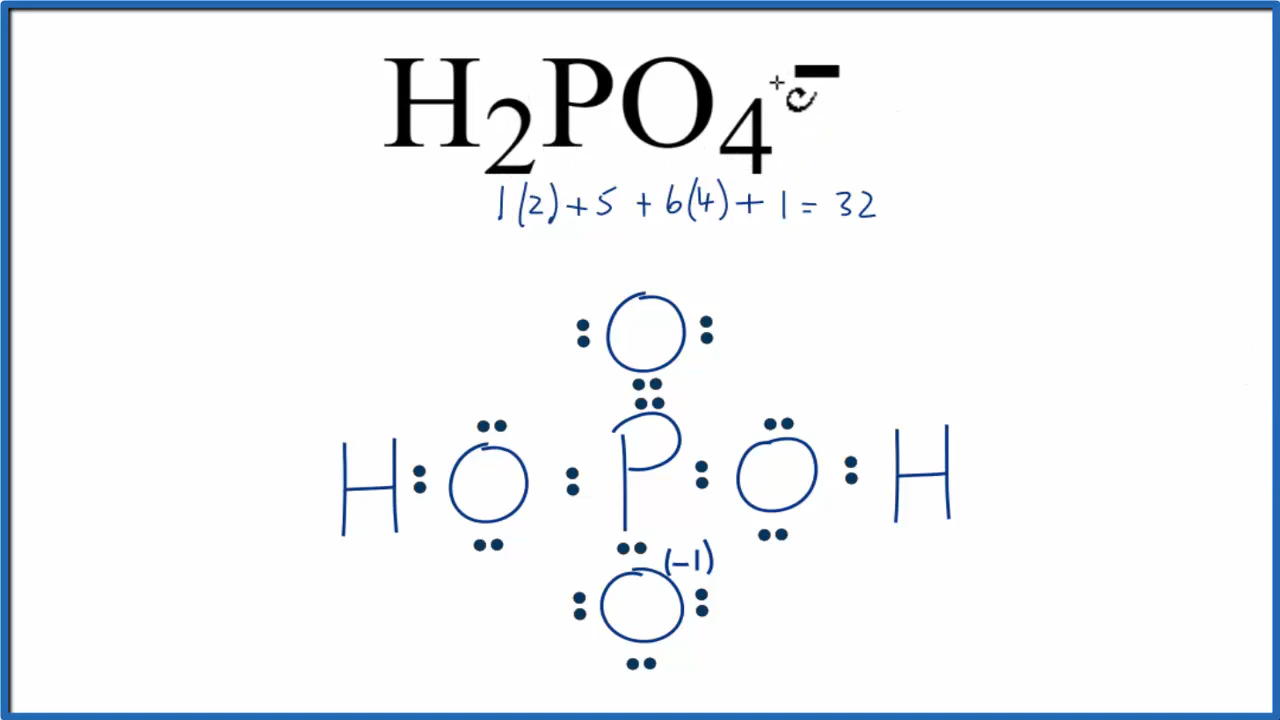 H₂PO₄⁻
1(2)+5 + 6(4) + 1 = 32
O
H O P O H
(-1)
O